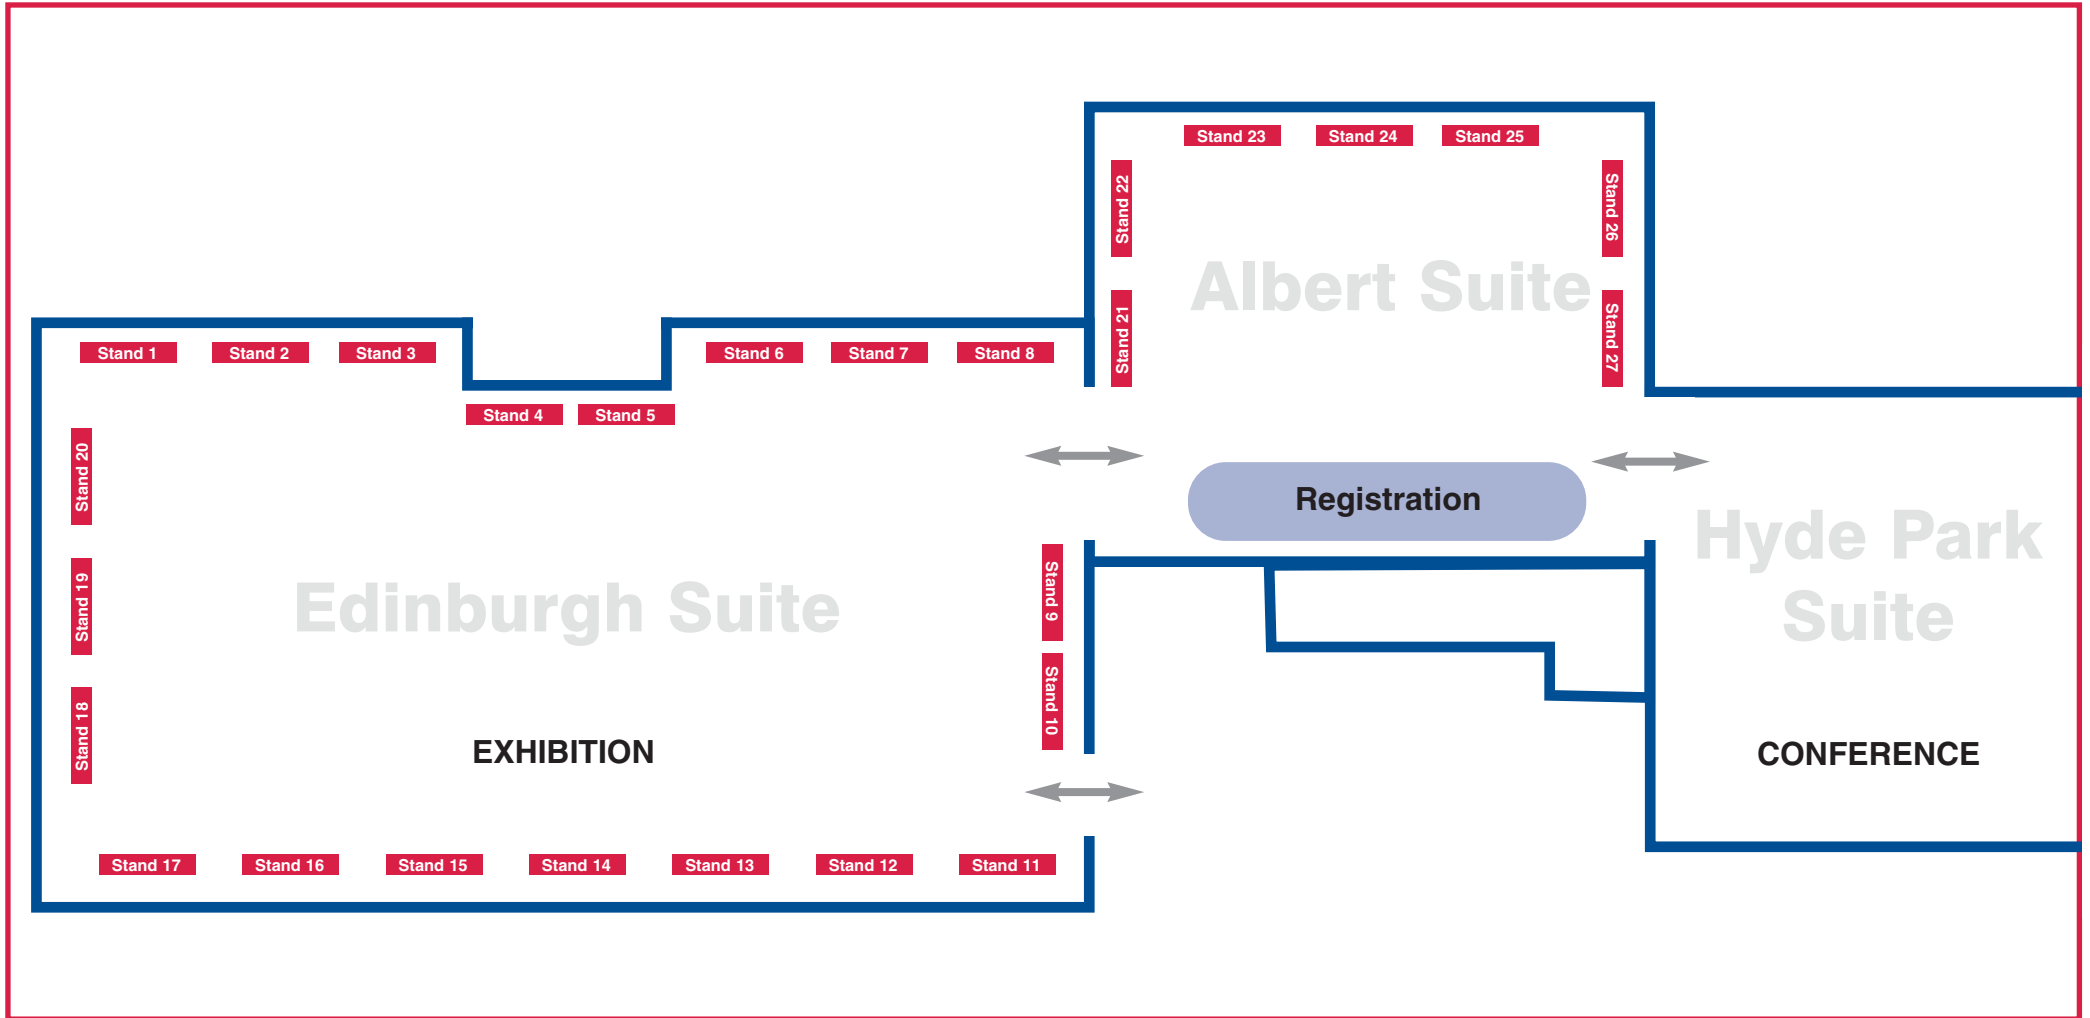 Stand 23
Stand 24
Stand 25
Stand 22
Stand 26
Albert Suite
Stand 21
Stand 27
Stand 1
Stand 2
Stand 3
Stand 6
Stand 7
Stand 8
Stand 4
Stand 5
Stand 20
Registration
Hyde Park
Suite
Stand 19
Edinburgh Suite
Stand 9
Stand 18
Stand 10
EXHIBITION
CONFERENCE
Stand 17
Stand 16
Stand 15
Stand 14
Stand 13
Stand 12
Stand 11